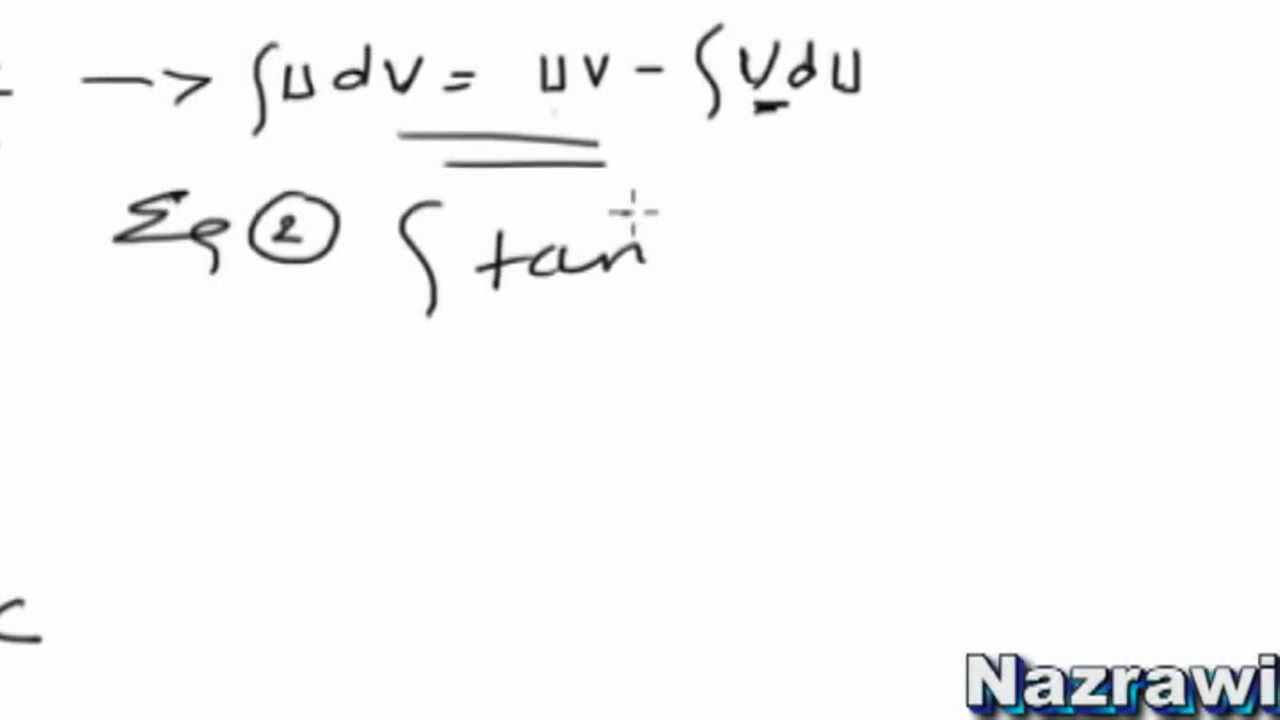 → ∫u dv = uv - ∫v du
Eg ② ∫ tan
c
Nazrawi